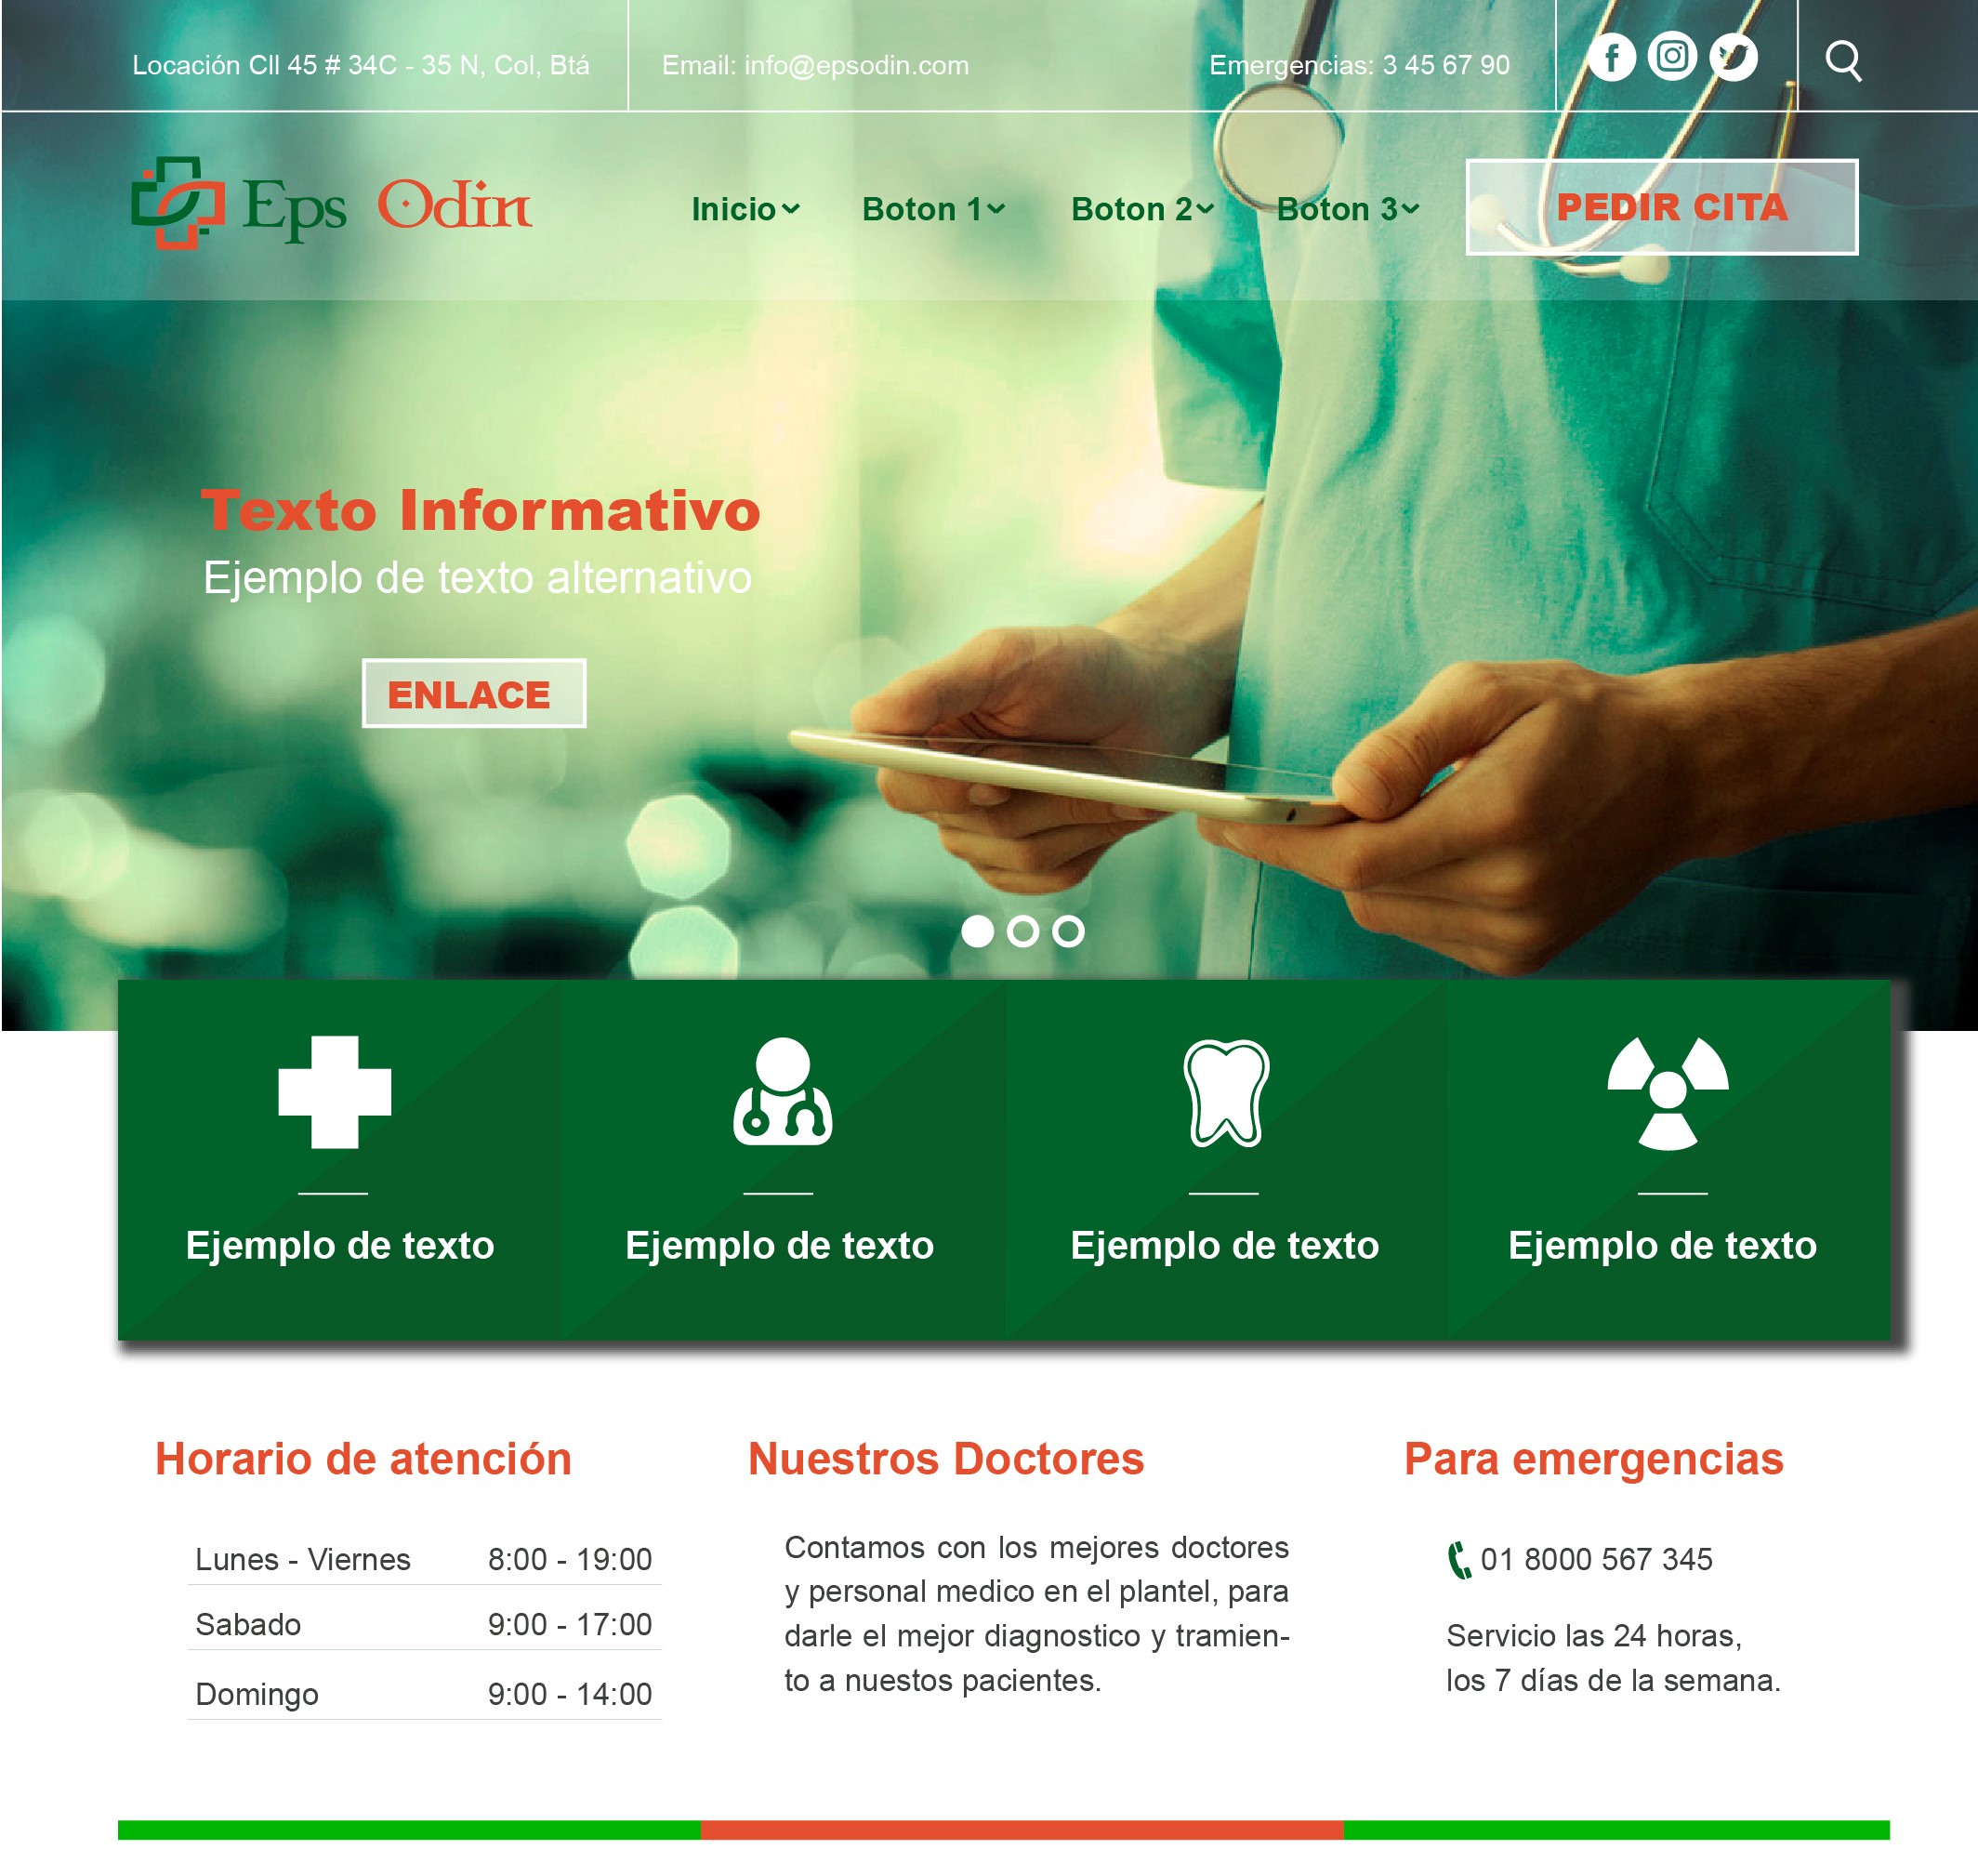 Locación Cll 45 # 34C - 35 N, Col, Btá
Email: info@epsodin.com
Emergencias: 3 45 67 90
Eps Odin
Inicio
Boton 1
Boton 2
Boton 3
PEDIR CITA
Texto Informativo
Ejemplo de texto alternativo
ENLACE
Ejemplo de texto
Ejemplo de texto
Ejemplo de texto
Ejemplo de texto
Horario de atención
Lunes - Viernes 8:00 - 19:00
Sabado 9:00 - 17:00
Domingo 9:00 - 14:00
Nuestros Doctores
Contamos con los mejores doctores
y personal medico en el plantel, para
darle el mejor diagnostico y tramien-
to a nuestos pacientes.
Para emergencias
01 8000 567 345
Servicio las 24 horas,
los 7 días de la semana.